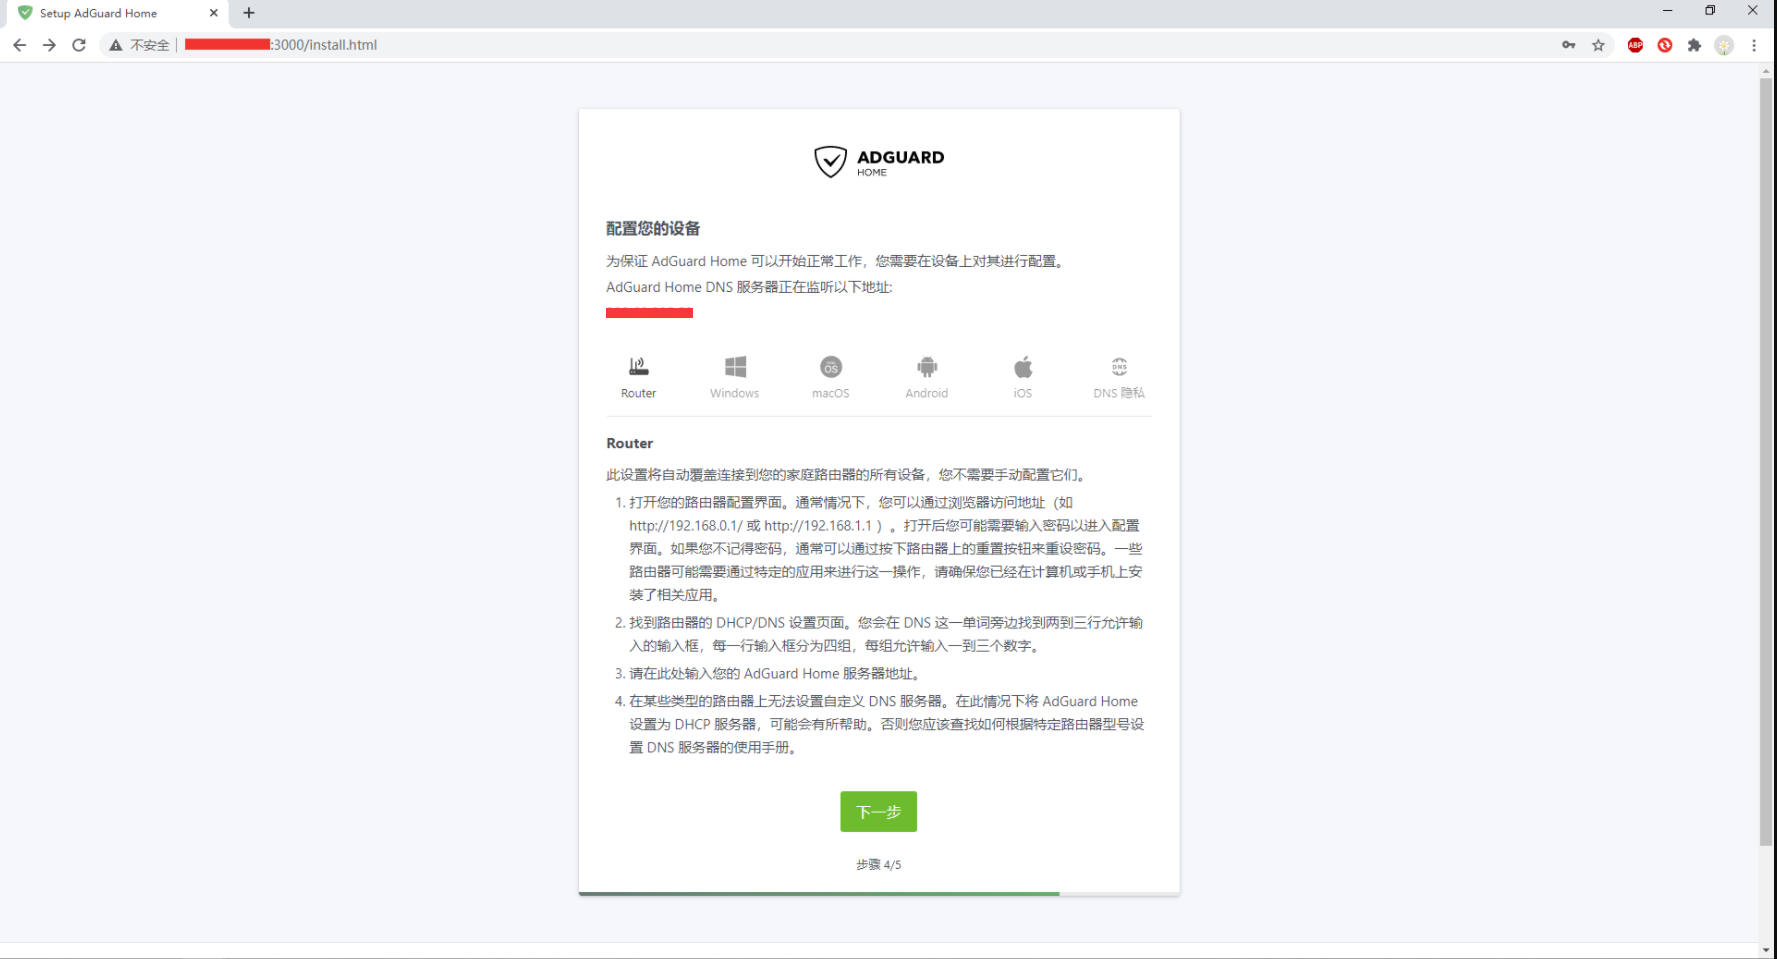 Setup AdGuard Home
不安全
:3000/install.html
ABP
ADGUARD
HOME
配置您的设备
为保证 AdGuard Home 可以开始正常工作，您需要在设备上对其进行配置。
AdGuard Home DNS 服务器正在监听以下地址:
OS
DNS
Router
Windows
macOS
Android
iOS
DNS 隐私
Router
此设置将自动覆盖连接到您的家庭路由器的所有设备，您不需要手动配置它们。
1. 打开您的路由器配置界面。通常情况下，您可以通过浏览器访问地址（如
http://192.168.0.1/ 或 http://192.168.1.1 ）。打开后您可能需要输入密码以进入配置
界面。如果您不记得密码，通常可以通过按下路由器上的重置按钮来重设密码。一些
路由器可能需要通过特定的应用来进行这一操作，请确保您已经在计算机或手机上安
装了相关应用。
2. 找到路由器的 DHCP/DNS 设置页面。您会在 DNS 这一单词旁边找到两到三行允许输
入的输入框，每一行输入框分为四组，每组允许输入一到三个数字。
3. 请在此处输入您的 AdGuard Home 服务器地址。
4. 在某些类型的路由器上无法设置自定义 DNS 服务器。在此情况下将 AdGuard Home
设置为 DHCP 服务器，可能会有所帮助。否则您应该查找如何根据特定路由器型号设
置 DNS 服务器的使用手册。
下一步
步骤 4/5